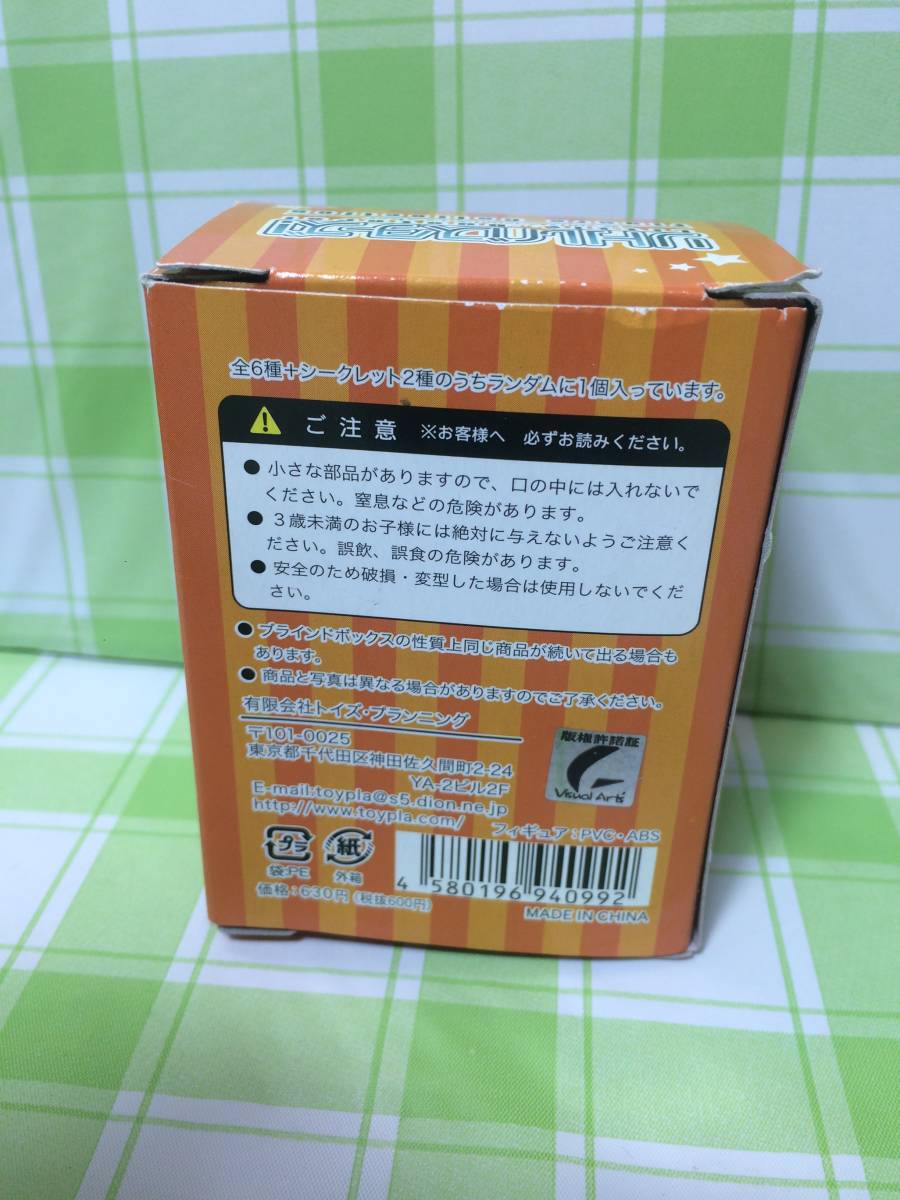 リトルバスターズ!
全6種+シークレット2種のうちランダムに1個入っています。
ご注意 ※お客様へ 必ずお読みください。
● 小さな部品がありますので、口の中には入れないで
ください。窒息などの危険があります。
● 3歳未満のお子様には絶対に与えないようご注意く
ださい。誤飲、誤食の危険があります。
● 安全のため破損・変型した場合は使用しないでくだ
さい。
● ブラインドボックスの性質上同じ商品が続いて出る場合も
あります。
● 商品と写真は異なる場合がありますのでご了承ください。
有限会社トイズ・プランニング
〒101-0025
東京都千代田区神田佐久間町2-24
YA-2ビル2F
E-mail:toypla@s5.dion.ne.jp
http://www.toypla.com/
版権許諾証
Visual Art's
フィギュア:PVC・ABS
プラ
袋:PE
紙
外箱
価格:630円(税抜600円)
4 580196 940992
MADE IN CHINA